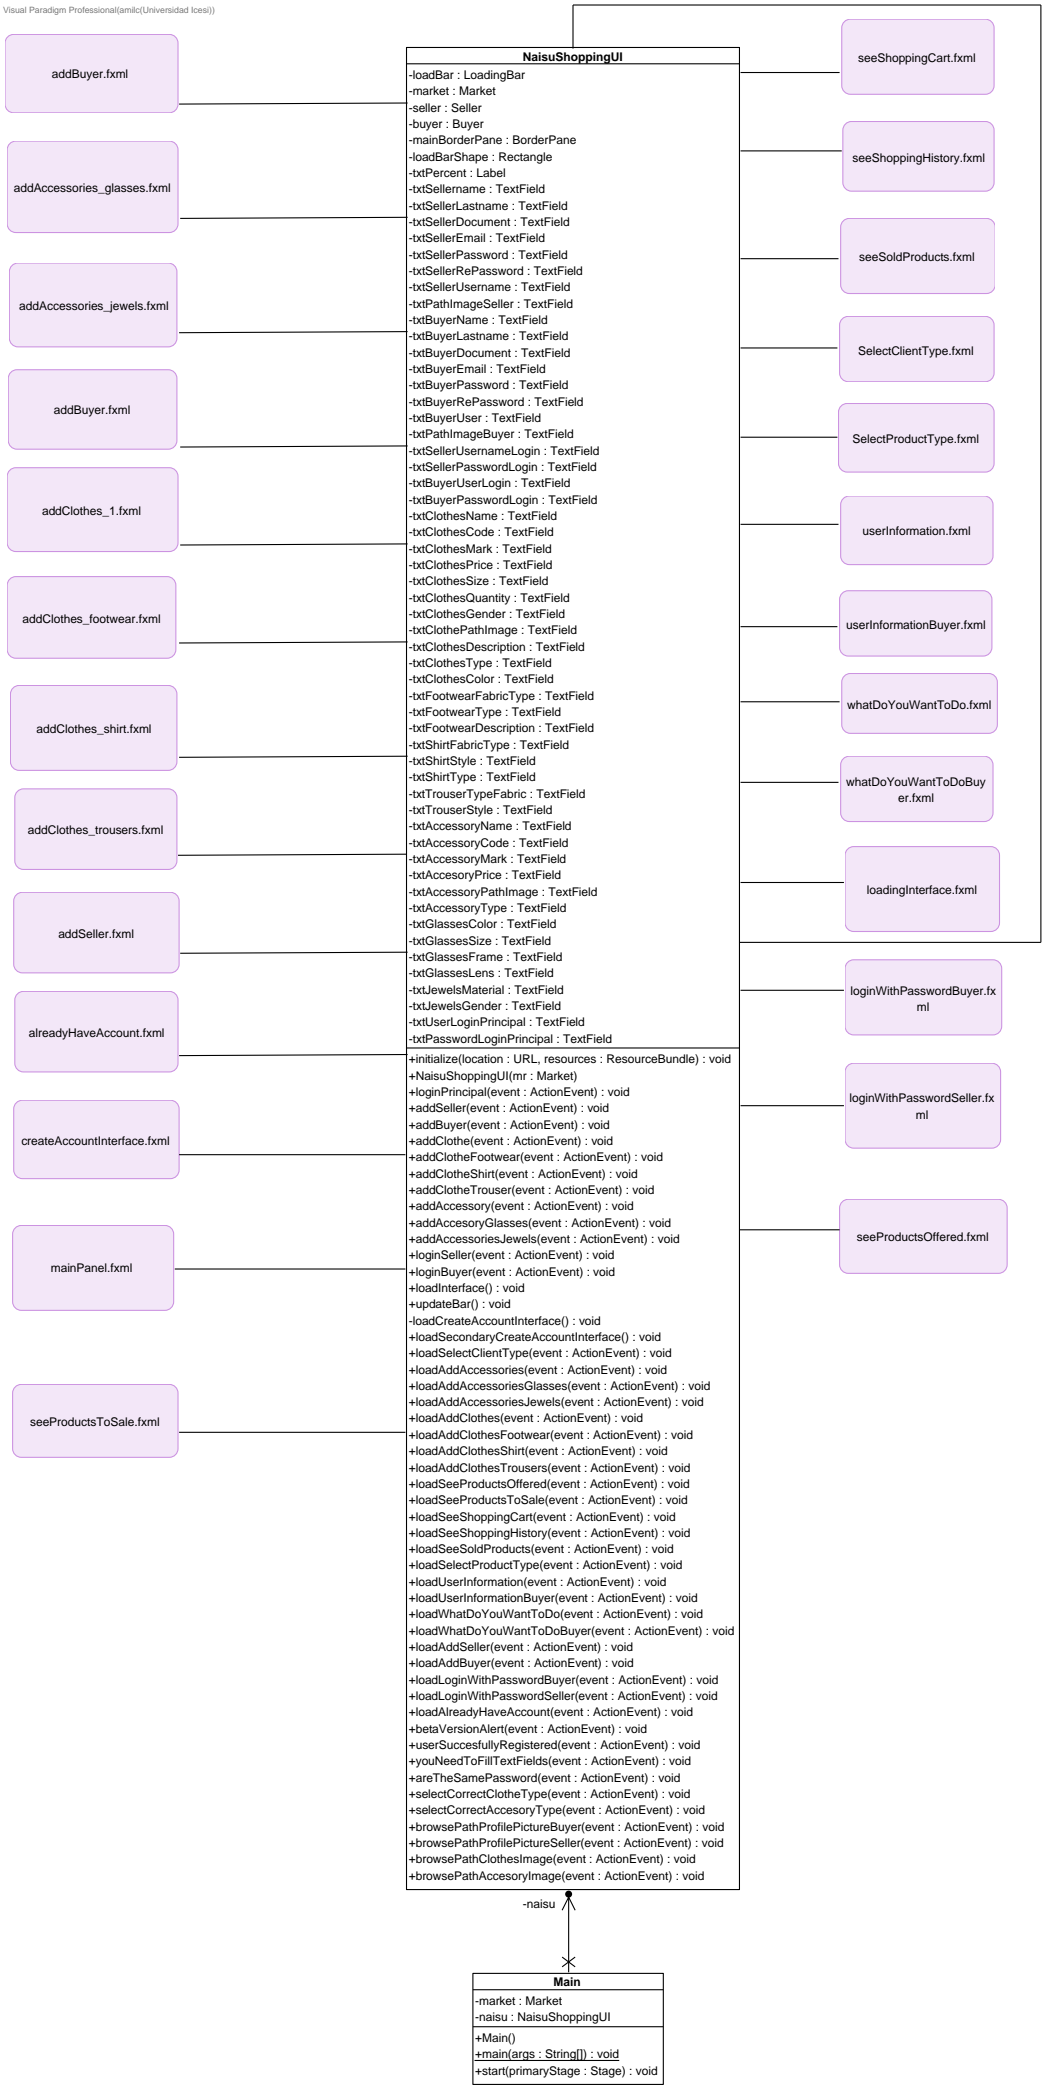 Visual Paradigm Professional(amilc(Universidad Icesi))
addBuyer.fxml
addAccessories_glasses.fxml
addAccessories_jewels.fxml
addBuyer.fxml
addClothes_1.fxml
addClothes_footwear.fxml
addClothes_shirt.fxml
addClothes_trousers.fxml
addSeller.fxml
alreadyHaveAccount.fxml
createAccountInterface.fxml
mainPanel.fxml
seeProductsToSale.fxml
NaisuShoppingUI
-loadBar : LoadingBar
-market : Market
-seller : Seller
-buyer : Buyer
-mainBorderPane : BorderPane
-loadBarShape : Rectangle
-txtPercent : Label
-txtSellername : TextField
-txtSellerLastname : TextField
-txtSellerDocument : TextField
-txtSellerEmail : TextField
-txtSellerPassword : TextField
-txtSellerRePassword : TextField
-txtSellerUsername : TextField
-txtPathImageSeller : TextField
-txtBuyerName : TextField
-txtBuyerLastname : TextField
-txtBuyerDocument : TextField
-txtBuyerEmail : TextField
-txtBuyerPassword : TextField
-txtBuyerRePassword : TextField
-txtBuyerUser : TextField
-txtPathImageBuyer : TextField
-txtSellerUsernameLogin : TextField
-txtSellerPasswordLogin : TextField
-txtBuyerUserLogin : TextField
-txtBuyerPasswordLogin : TextField
-txtClothesName : TextField
-txtClothesCode : TextField
-txtClothesMark : TextField
-txtClothesPrice : TextField
-txtClothesSize : TextField
-txtClothesQuantity : TextField
-txtClothesGender : TextField
-txtClothePathImage : TextField
-txtClothesDescription : TextField
-txtClothesType : TextField
-txtClothesColor : TextField
-txtFootwearFabricType : TextField
-txtFootwearType : TextField
-txtFootwearDescription : TextField
-txtShirtFabricType : TextField
-txtShirtStyle : TextField
-txtShirtType : TextField
-txtTrouserTypeFabric : TextField
-txtTrouserStyle : TextField
-txtAccessoryName : TextField
-txtAccessoryCode : TextField
-txtAccessoryMark : TextField
-txtAccesoryPrice : TextField
-txtAccessoryPathImage : TextField
-txtAccessoryType : TextField
-txtGlassesColor : TextField
-txtGlassesSize : TextField
-txtGlassesFrame : TextField
-txtGlassesLens : TextField
-txtJewelsMaterial : TextField
-txtJewelsGender : TextField
-txtUserLoginPrincipal : TextField
-txtPasswordLoginPrincipal : TextField
+initialize(location : URL, resources : ResourceBundle) : void
+NaisuShoppingUI(mr : Market)
+loginPrincipal(event : ActionEvent) : void
+addSeller(event : ActionEvent) : void
+addBuyer(event : ActionEvent) : void
+addClothe(event : ActionEvent) : void
+addClotheFootwear(event : ActionEvent) : void
+addClotheShirt(event : ActionEvent) : void
+addClotheTrouser(event : ActionEvent) : void
+addAccessory(event : ActionEvent) : void
+addAccesoryGlasses(event : ActionEvent) : void
+addAccessoriesJewels(event : ActionEvent) : void
+loginSeller(event : ActionEvent) : void
+loginBuyer(event : ActionEvent) : void
+loadInterface() : void
+updateBar() : void
-loadCreateAccountInterface() : void
+loadSecondaryCreateAccountInterface() : void
+loadSelectClientType(event : ActionEvent) : void
+loadAddAccessories(event : ActionEvent) : void
+loadAddAccessoriesGlasses(event : ActionEvent) : void
+loadAddAccessoriesJewels(event : ActionEvent) : void
+loadAddClothes(event : ActionEvent) : void
+loadAddClothesFootwear(event : ActionEvent) : void
+loadAddClothesShirt(event : ActionEvent) : void
+loadAddClothesTrousers(event : ActionEvent) : void
+loadSeeProductsOffered(event : ActionEvent) : void
+loadSeeProductsToSale(event : ActionEvent) : void
+loadSeeShoppingCart(event : ActionEvent) : void
+loadSeeShoppingHistory(event : ActionEvent) : void
+loadSeeSoldProducts(event : ActionEvent) : void
+loadSelectProductType(event : ActionEvent) : void
+loadUserInformation(event : ActionEvent) : void
+loadUserInformationBuyer(event : ActionEvent) : void
+loadWhatDoYouWantToDo(event : ActionEvent) : void
+loadWhatDoYouWantToDoBuyer(event : ActionEvent) : void
+loadAddSeller(event : ActionEvent) : void
+loadAddBuyer(event : ActionEvent) : void
+loadLoginWithPasswordBuyer(event : ActionEvent) : void
+loadLoginWithPasswordSeller(event : ActionEvent) : void
+loadAlreadyHaveAccount(event : ActionEvent) : void
+betaVersionAlert(event : ActionEvent) : void
+userSuccesfullyRegistered(event : ActionEvent) : void
+youNeedToFillTextFields(event : ActionEvent) : void
+areTheSamePassword(event : ActionEvent) : void
+selectCorrectClotheType(event : ActionEvent) : void
+selectCorrectAccesoryType(event : ActionEvent) : void
+browsePathProfilePictureBuyer(event : ActionEvent) : void
+browsePathProfilePictureSeller(event : ActionEvent) : void
+browsePathClothesImage(event : ActionEvent) : void
+browsePathAccesoryImage(event : ActionEvent) : void
seeShoppingCart.fxml
seeShoppingHistory.fxml
seeSoldProducts.fxml
SelectClientType.fxml
SelectProductType.fxml
userInformation.fxml
userInformationBuyer.fxml
whatDoYouWantToDo.fxml
whatDoYouWantToDoBuy
er.fxml
loadingInterface.fxml
loginWithPasswordBuyer.fx
ml
loginWithPasswordSeller.fx
ml
seeProductsOffered.fxml
-naisu
Main
-market : Market
-naisu : NaisuShoppingUI
+Main()
+main(args : String[]) : void
+start(primaryStage : Stage) : void